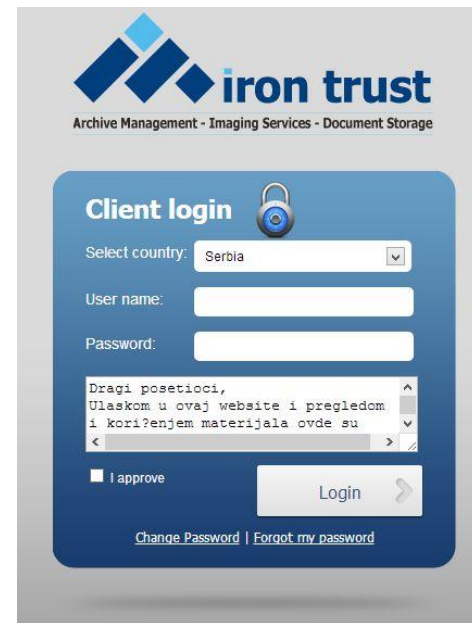 iron trust
Archive Management - Imaging Services - Document Storage
Client login
Select country: Serbia
User name:
Password:
Dragi posetioci,
Ulaskom u ovaj website i pregledom
i kori?enjem materijala ovde su
I approve
Login
Change Password | Forgot my password